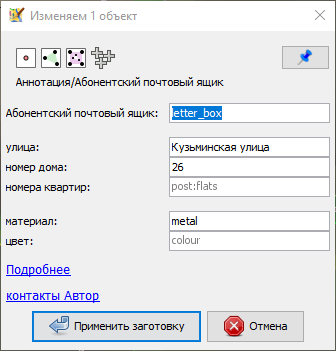 Изменяем 1 объект
Аннотация/Абонентский почтовый ящик
Абонентский почтовый ящик: letter_box
улица: Кузьминская улица
номер дома: 26
номера квартир: post:flats
материал: metal
цвет: colour
Подробнее
контакты Автор
Применить заготовку Отмена